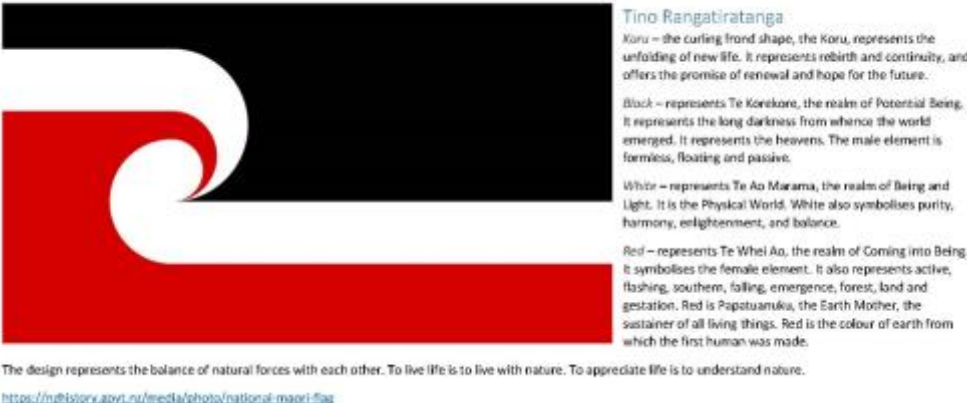 Tino Rangatiratanga
Koru – the curling frond shape, the Koru, represents the
unfolding of new life. It represents rebirth and continuity, and
offers the promise of renewal and hope for the future.
Black – represents Te Korekore, the realm of Potential Being.
It represents the long darkness from whence the world
emerged. It represents the heavens. The male element is
formless, floating and passive.
White – represents Te Ao Marama, the realm of Being and
Light. It is the Physical World. White also symbolises purity,
harmony, enlightenment, and balance.
Red – represents Te Whei Ao, the realm of Coming into Being
It symbolises the female element. It also represents active,
flashing, southern, falling, emergence, forest, land and
gestation. Red is Papatuanuku, the Earth Mother, the
sustainer of all living things. Red is the colour of earth from
which the first human was made.
The design represents the balance of natural forces with each other. To live life is to live with nature. To appreciate life is to understand nature.
https://nzhistory.govt.nz/media/photo/national-maori-flag